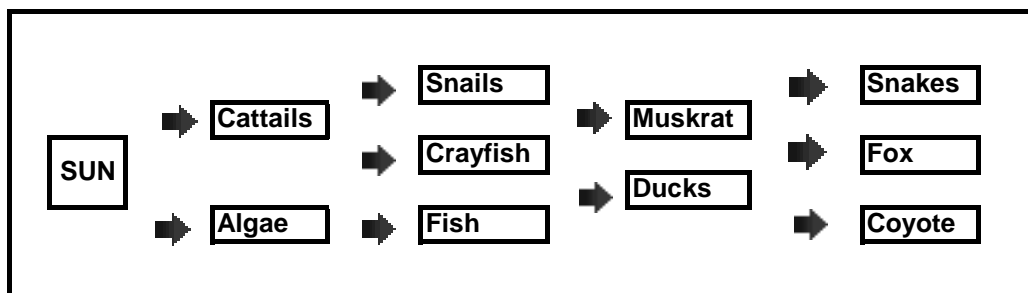 SUN
Cattails
Algae
Snails
Crayfish
Fish
Muskrat
Ducks
Snakes
Fox
Coyote